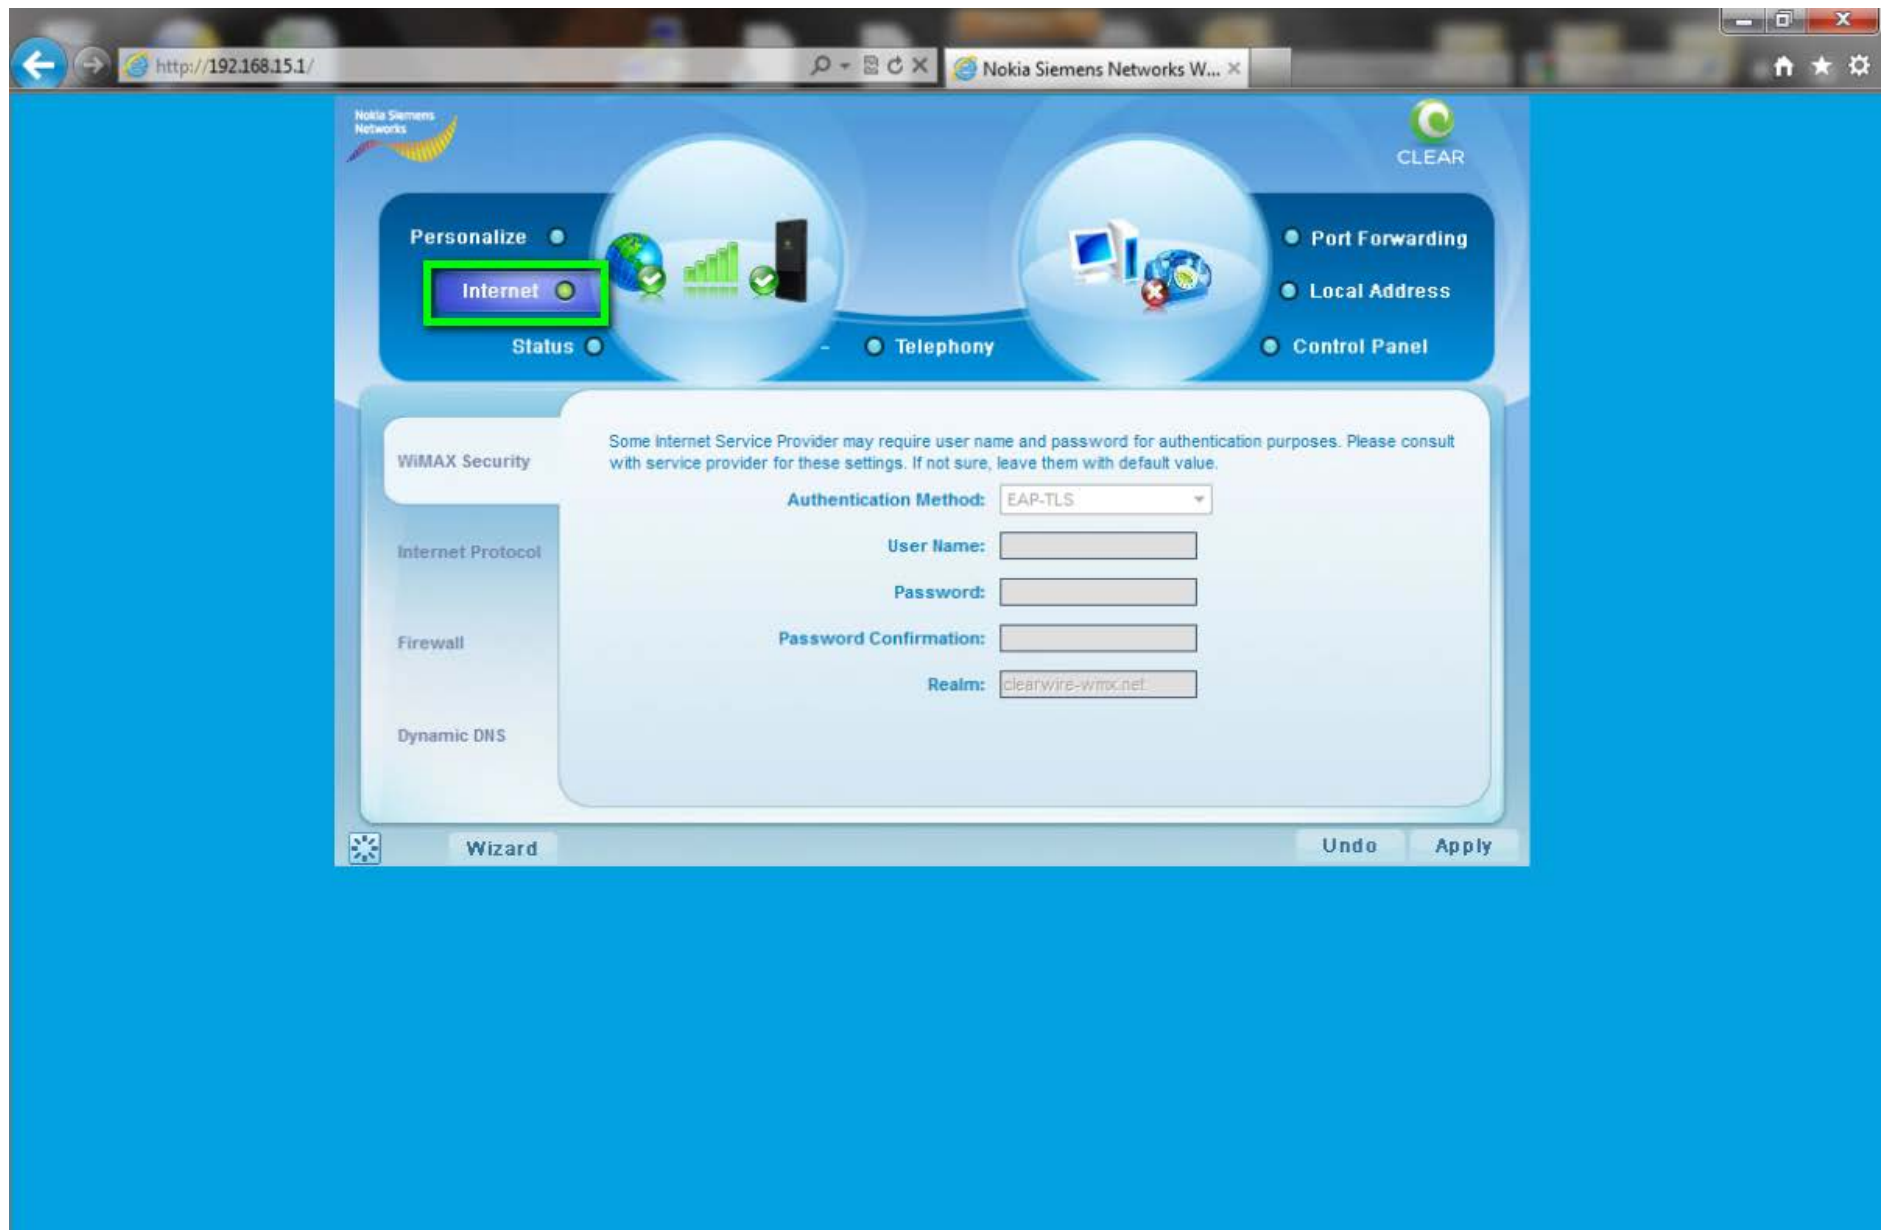 http://192.168.15.1/
Nokia Siemens Networks W...
Nokia Siemens
Networks
CLEAR
Personalize
Port Forwarding
Internet
Local Address
Status
Telephony
Control Panel
WiMAX Security
Some Internet Service Provider may require user name and password for authentication purposes. Please consult
with service provider for these settings. If not sure, leave them with default value.
Authentication Method: EAP-TLS
User Name:
Internet Protocol
Password:
Password Confirmation:
Firewall
Realm: clearwire-wmx.net
Dynamic DNS
Wizard
Undo
Apply